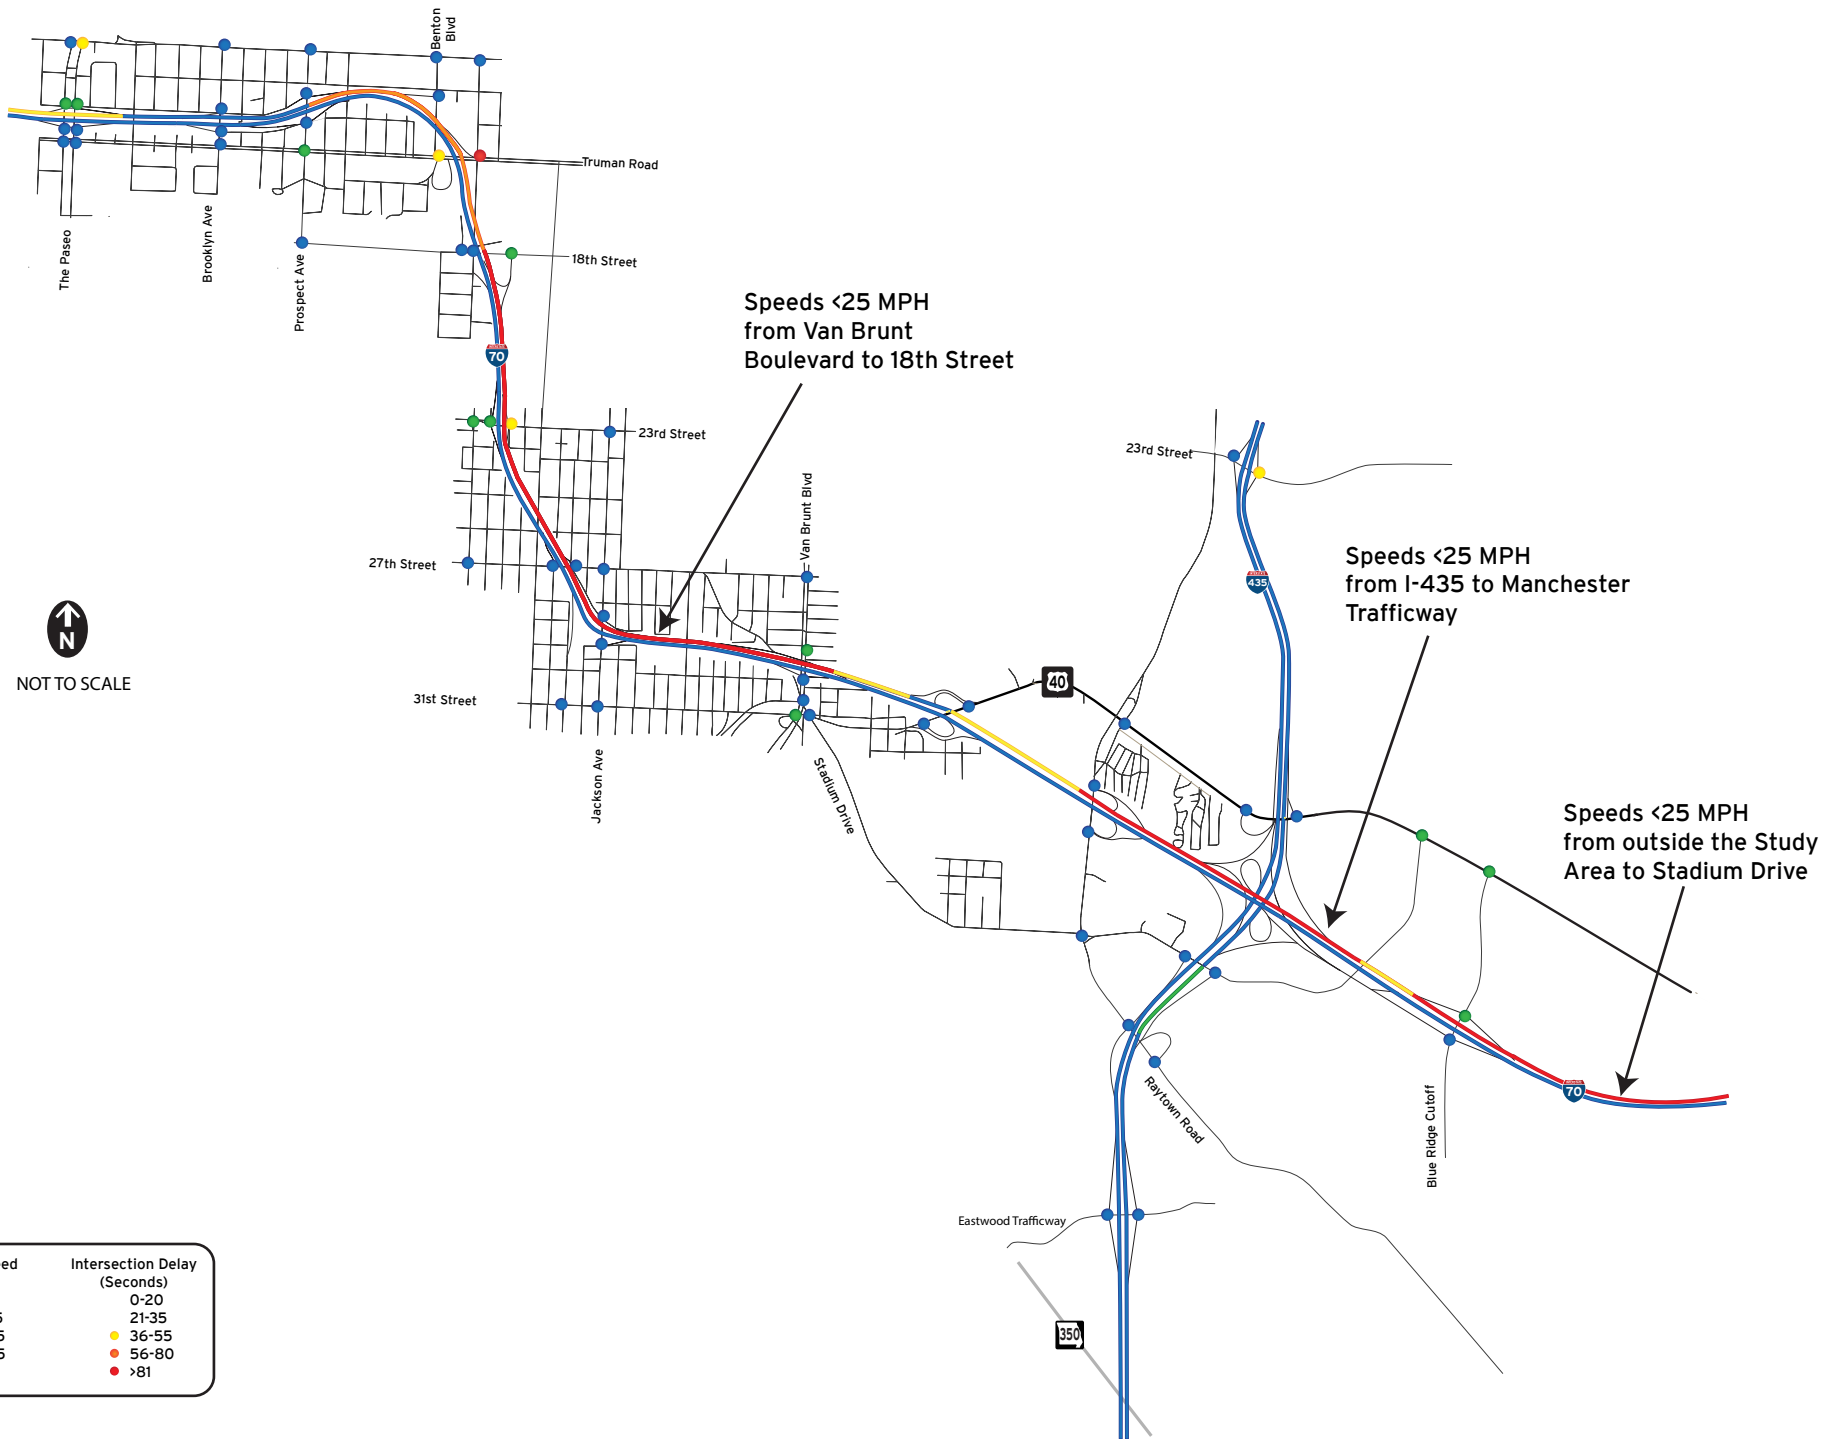 Benton
Blvd
Truman Road
The Paseo
Brooklyn Ave
Prospect Ave
18th Street
Speeds <25 MPH
from Van Brunt
Boulevard to 18th Street
70
23rd Street
23rd Street
Van Brunt Blvd
27th Street
435
Speeds <25 MPH
from I-435 to Manchester
Trafficway
N
NOT TO SCALE
40
31st Street
Jackson Ave
Stadium Drive
Speeds <25 MPH
from outside the Study
Area to Stadium Drive
70
Raytown Road
Blue Ridge Cutoff
Eastwood Trafficway
350
Intersection Delay
(Seconds)
0-20
21-35
36-55
56-80
>81